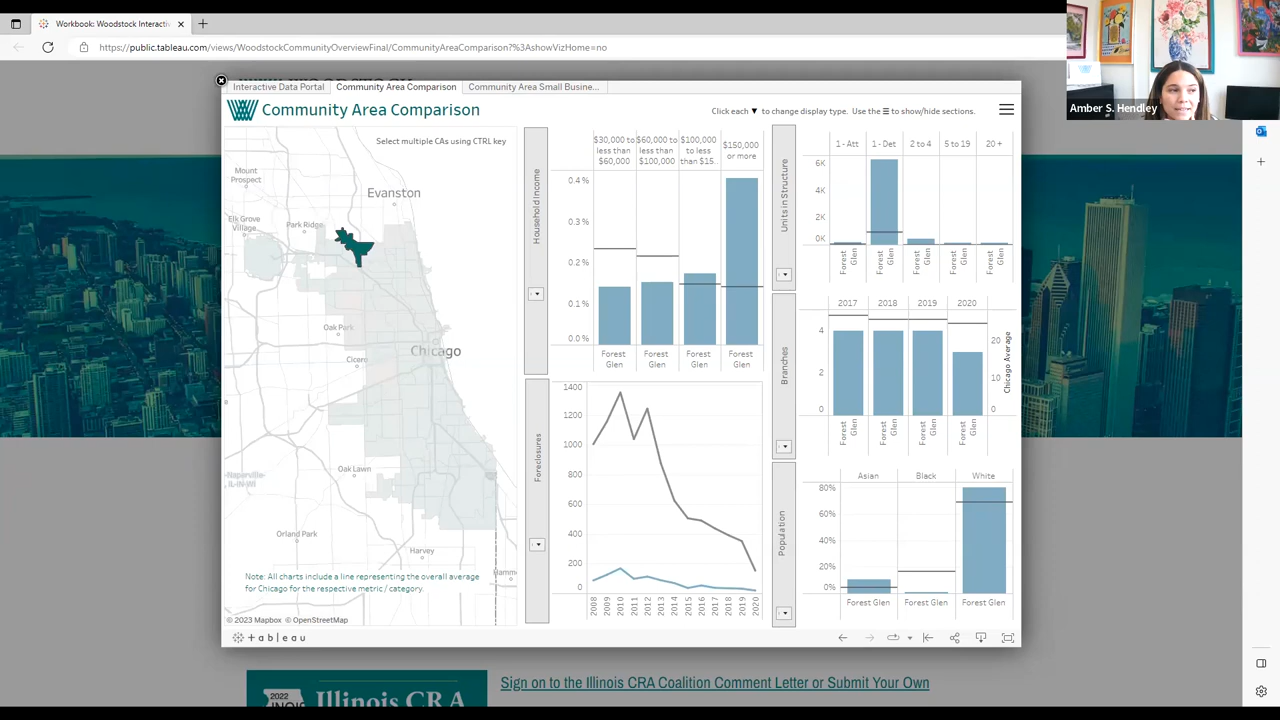 Workbook: Woodstock Interacti
https://public.tableau.com/views/WoodstockCommunityOverviewFinal/CommunityAreaComparison?%3AshowVizHome=no
Amber S. Hendley
Interactive Data Portal
Community Area Comparison
Community Area Small Busine...
Community Area Comparison
Click each ▼ to change display type. Use the ☰ to show/hide sections.
Select multiple CAs using CTRL key
Mount
Prospect
Evanston
Elk Grove
Village
Park Ridge
Oak Park
Cicero
Chicago
Oak Lawn
Naperville-
IL-IN-WI
Orland Park
Harvey
Hamm
Note: All charts include a line representing the overall average
for Chicago for the respective metric / category.
© 2023 Mapbox © OpenStreetMap
Household Income
$30,000 to
less than
$60,000
$60,000 to
less than
$100,000
$100,000
to less
than $15..
$150,000
or more
0.4%
0.3%
0.2%
0.1%
0.0%
Forest
Glen
Forest
Glen
Forest
Glen
Forest
Glen
Foreclosures
1400
1200
1000
800
600
400
200
0
2008
2009
2010
2011
2012
2013
2014
2015
2016
2017
2018
2019
2020
Units in Structure
1 - Att
1 - Det
2 to 4
5 to 19
20 +
6K
4K
2K
0K
Forest
Glen
Forest
Glen
Forest
Glen
Forest
Glen
Forest
Glen
Branches
2017
2018
2019
2020
4
2
0
20
10
0
Chicago Average
Forest
Glen
Forest
Glen
Forest
Glen
Forest
Glen
Population
Asian
Black
White
80%
60%
40%
20%
0%
Forest Glen
Forest Glen
Forest Glen
+ a b l e a u
2022
Illinois CRA
Sign on to the Illinois CRA Coalition Comment Letter or Submit Your Own